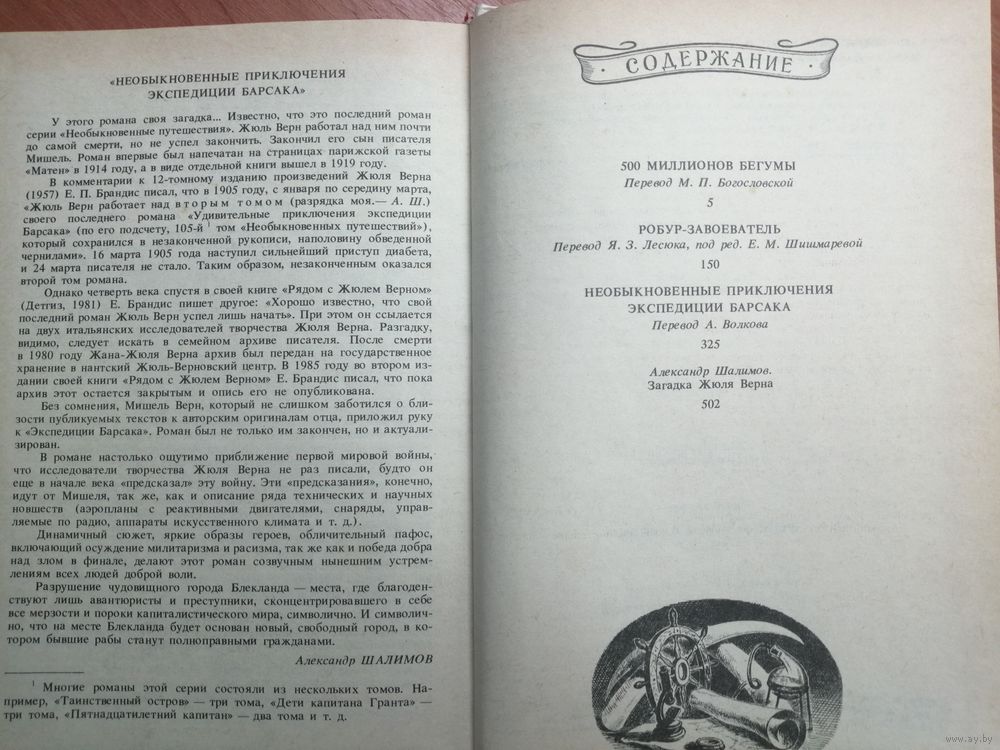 «НЕОБЫКНОВЕННЫЕ ПРИКЛЮЧЕНИЯ
ЭКСПЕДИЦИИ БАРСАКА»
У этого романа своя загадка... Известно, что это последний роман
серии «Необыкновенные путешествия». Жюль Верн работал над ним почти
до самой смерти, но не успел закончить. Закончил его сын писателя
Мишель. Роман впервые был напечатан на страницах парижской газеты
«Матен» в 1914 году, а в виде отдельной книги вышел в 1919 году.
В комментарии к 12-томному изданию произведений Жюля Верна
(1957) Е. П. Брандис писал, что в 1905 году, с января по середину марта,
«Жюль Верн работает над вторым томом (разрядка моя.— А. Ш.)
своего последнего романа «Удивительные приключения экспедиции
Барсака» (по его подсчету, 105-й ¹ том «Необыкновенных путешествий»),
который сохранился в незаконченной рукописи, наполовину обведенной
чернилами». 16 марта 1905 года наступил сильнейший приступ диабета,
и 24 марта писателя не стало. Таким образом, незаконченным оказался
второй том романа.
Однако четверть века спустя в своей книге «Рядом с Жюлем Верном»
(Детгиз, 1981) Е. Брандис пишет другое: «Хорошо известно, что свой
последний роман Жюль Верн успел лишь начать». При этом он ссылается
на двух итальянских исследователей творчества Жюля Верна. Разгадку,
видимо, следует искать в семейном архиве писателя. После смерти
в 1980 году Жана-Жюля Верна архив был передан на государственное
хранение в нантский Жюль-Верновский центр. В 1985 году во втором из-
дании своей книги «Рядом с Жюлем Верном» Е. Брандис писал, что пока
архив этот остается закрытым и опись его не опубликована.
Без сомнения, Мишель Верн, который не слишком заботился о бли-
зости публикуемых текстов к авторским оригиналам отца, приложил руку
к «Экспедиции Барсака». Роман был не только им закончен, но и актуали-
зирован.
В романе настолько ощутимо приближение первой мировой войны,
что исследователи творчества Жюля Верна не раз писали, будто он
еще в начале века «предсказал» эту войну. Эти «предсказания», конечно,
идут от Мишеля, так же, как и описание ряда технических и научных
новшеств (аэропланы с реактивными двигателями, снаряды, управ-
ляемые по радио, аппараты искусственного климата и т. д.).
Динамичный сюжет, яркие образы героев, обличительный пафос,
включающий осуждение милитаризма и расизма, так же как и победа добра
над злом в финале, делают этот роман созвучным нынешним устрем-
лениям всех людей доброй воли.
Разрушение чудовищного города Блекланда — места, где благоден-
ствуют лишь авантюристы и преступники, сконцентрировавшего в себе
все мерзости и пороки капиталистического мира, символично. И символич-
но, что на месте Блекланда будет основан новый, свободный город, в ко-
тором бывшие рабы станут полноправными гражданами.
Александр ШАЛИМОВ
¹ Многие романы этой серии состояли из нескольких томов. На-
пример, «Таинственный остров» — три тома, «Дети капитана Гранта» —
три тома, «Пятнадцатилетний капитан» — два тома и т. д.
· СОДЕРЖАНИЕ ·
500 МИЛЛИОНОВ БЕГУМЫ
Перевод М. П. Богословской
5
РОБУР-ЗАВОЕВАТЕЛЬ
Перевод Я. З. Лесюка, под ред. Е. М. Шишмаревой
150
НЕОБЫКНОВЕННЫЕ ПРИКЛЮЧЕНИЯ
ЭКСПЕДИЦИИ БАРСАКА
Перевод А. Волкова
325
Александр Шалимов.
Загадка Жюля Верна
502
www.ay.by